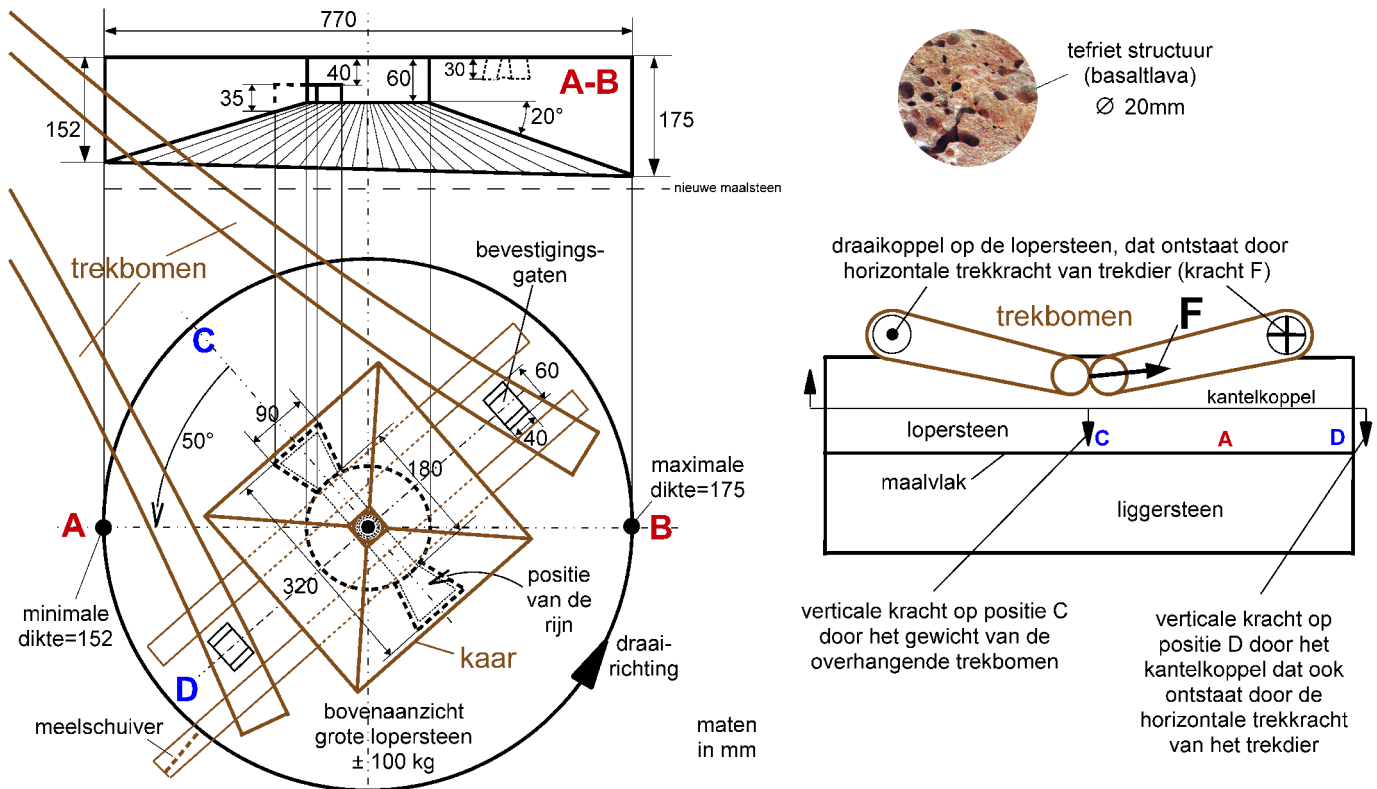 770
40
60
30
A-B
35
20°
152
175
nieuwe maalsteen
trekbomen
bevestigings-
gaten
C
60
90
40
50°
180
maximale
dikte=175
A
B
320
positie
van de
rijn
minimale
dikte=152
kaar
draai-
richting
D
meelschuiver
bovenaanzicht
grote lopersteen
± 100 kg
maten
in mm
tefriet structuur
(basaltlava)
Ø 20mm
draaikoppel op de lopersteen, dat ontstaat door
horizontale trekkracht van trekdier (kracht F)
trekbomen
F
kantelkoppel
lopersteen
C
A
D
maalvlak
liggersteen
verticale kracht op positie C
door het gewicht van de
overhangende trekbomen
verticale kracht op
positie D door het
kantelkoppel dat ook
ontstaat door de
horizontale trekkracht
van het trekdier